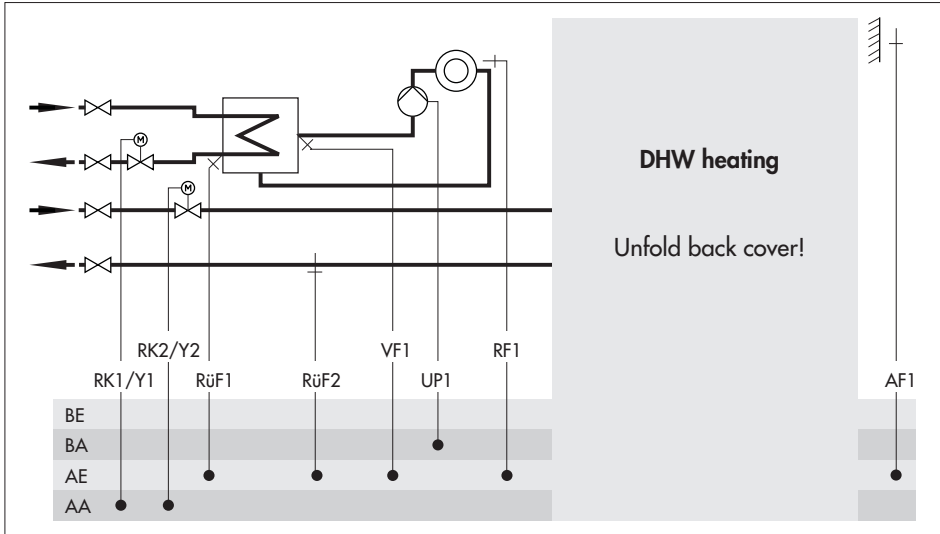 M
M
DHW heating
Unfold back cover!
RK2/Y2 VF1 RF1
RK1/Y1 RüF1 RüF2 UP1 AF1
BE
BA
AE
AA